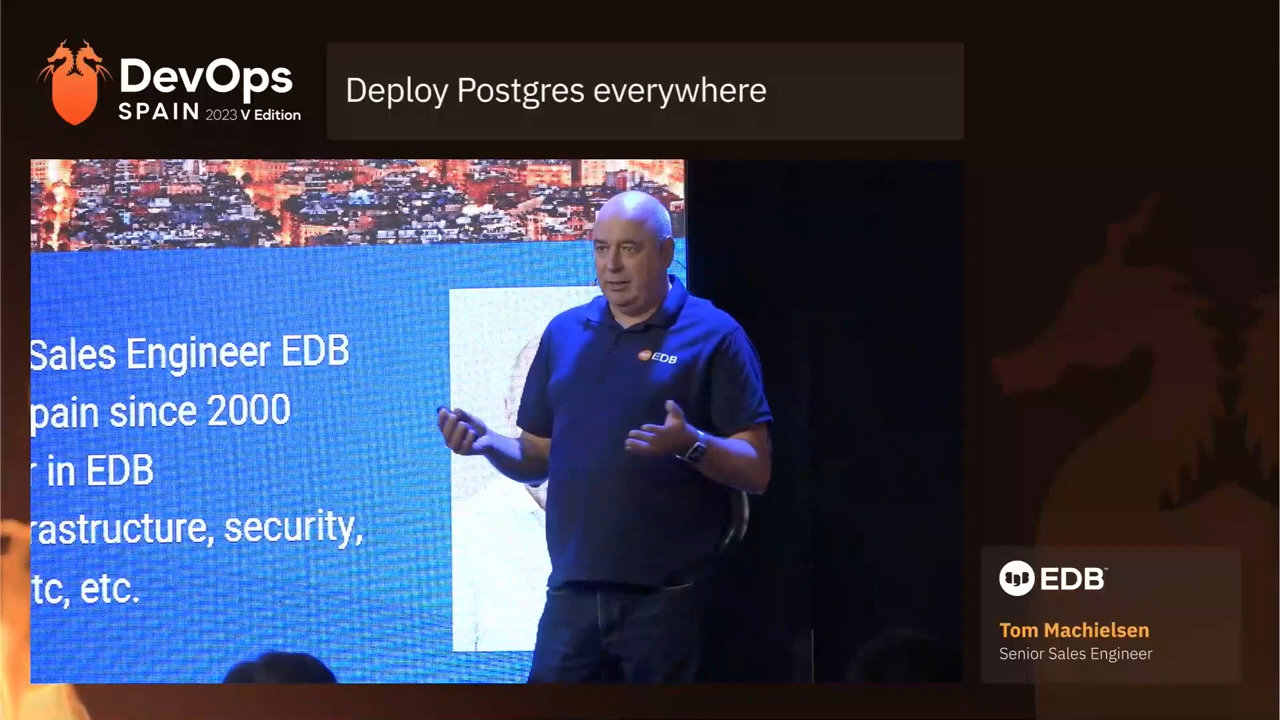 DevOps
SPAIN 2023 V Edition
Deploy Postgres everywhere
Sales Engineer EDB
pain since 2000
r in EDB
rastructure, security,
tc, etc.
EDB
EDB™
Tom Machielsen
Senior Sales Engineer